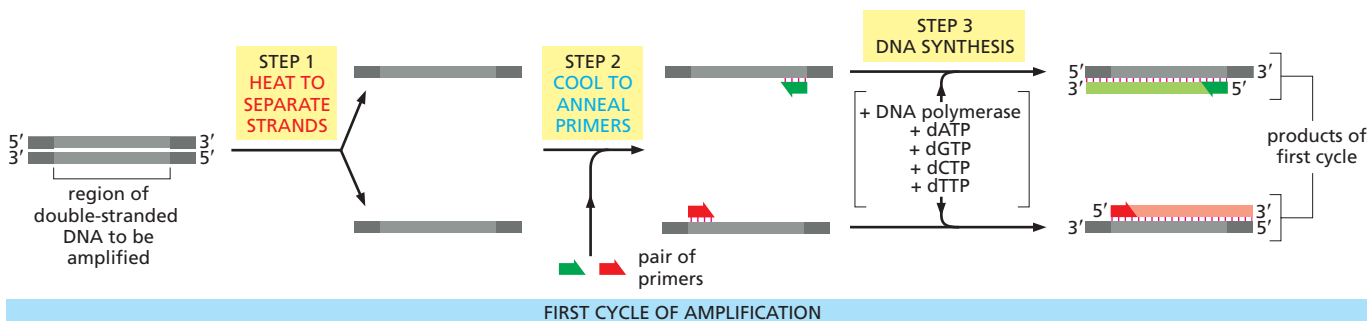 STEP 1
HEAT TO
SEPARATE
STRANDS
STEP 2
COOL TO
ANNEAL
PRIMERS
STEP 3
DNA SYNTHESIS
5′ 3′
3′ 5′
region of
double-stranded
DNA to be
amplified
pair of
primers
+ DNA polymerase
+ dATP
+ dGTP
+ dCTP
+ dTTP
5′ 3′
3′ 5′
5′ 3′
3′ 5′
products of
first cycle
FIRST CYCLE OF AMPLIFICATION